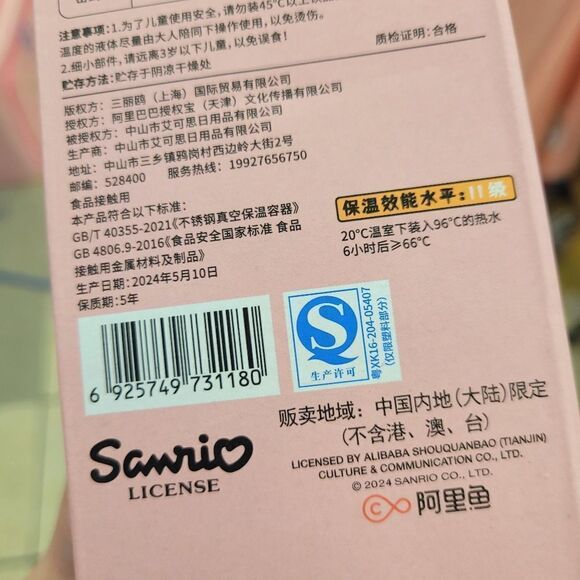 注意事项:1.为了儿童使用安全,请勿装45℃以上
温度的液体尽量由大人陪同下操作使用,以免烫伤。
2.细小部件,请远离3岁以下儿童,以免误食!
质检证明:合格
贮存方法:贮存于阴凉干燥处
版权方:三丽鸥(上海)国际贸易有限公司
授权方:阿里巴巴授权宝(天津)文化传播有限公司
被授权方:中山市艾可思日用品有限公司
生产商:中山市艾可思日用品有限公司
地址:中山市三乡镇鸦岗村西边岭大街2号
邮编:528400 服务热线:19927656750
食品接触用
本产品符合以下标准:
GB/T 40355-2021《不锈钢真空保温容器》
GB 4806.9-2016《食品安全国家标准 食品
接触用金属材料及制品》
生产日期:2024年5月10日
保质期:5年
保温效能水平:II级
20℃温室下装入96℃的热水
6小时后≥66℃
6 925749 731180
S
生产许可
粤XK16-204-05407
(仅限塑料部分)
贩卖地域:中国内地(大陆)限定
(不含港、澳、台)
Sanrio
LICENSE
LICENSED BY ALIBABA SHOUQUANBAO (TIANJIN)
CULTURE & COMMUNICATION CO., LTD.
© 2024 SANRIO CO., LTD.
阿里鱼